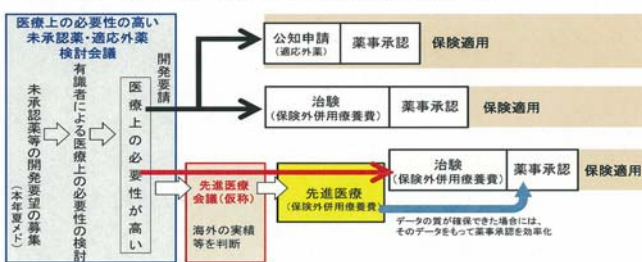 医療上の必要性の高い
未承認薬・適応外薬
検討会議
未承認薬等の開発要望の募集
（本年夏メド）
有識者による医療上の必要性の検討
医療上の必要性が高い
開発要請
公知申請
（適応外薬）
薬事承認
保険適用
治験
（保険外併用療養費）
薬事承認
保険適用
先進医療
会議（仮称）
海外の実績
等を判断
先進医療
（保険外併用療養費）
治験
（保険外併用療養費）
薬事承認
保険適用
データの質が確保できた場合には、
そのデータをもって薬事承認を効率化